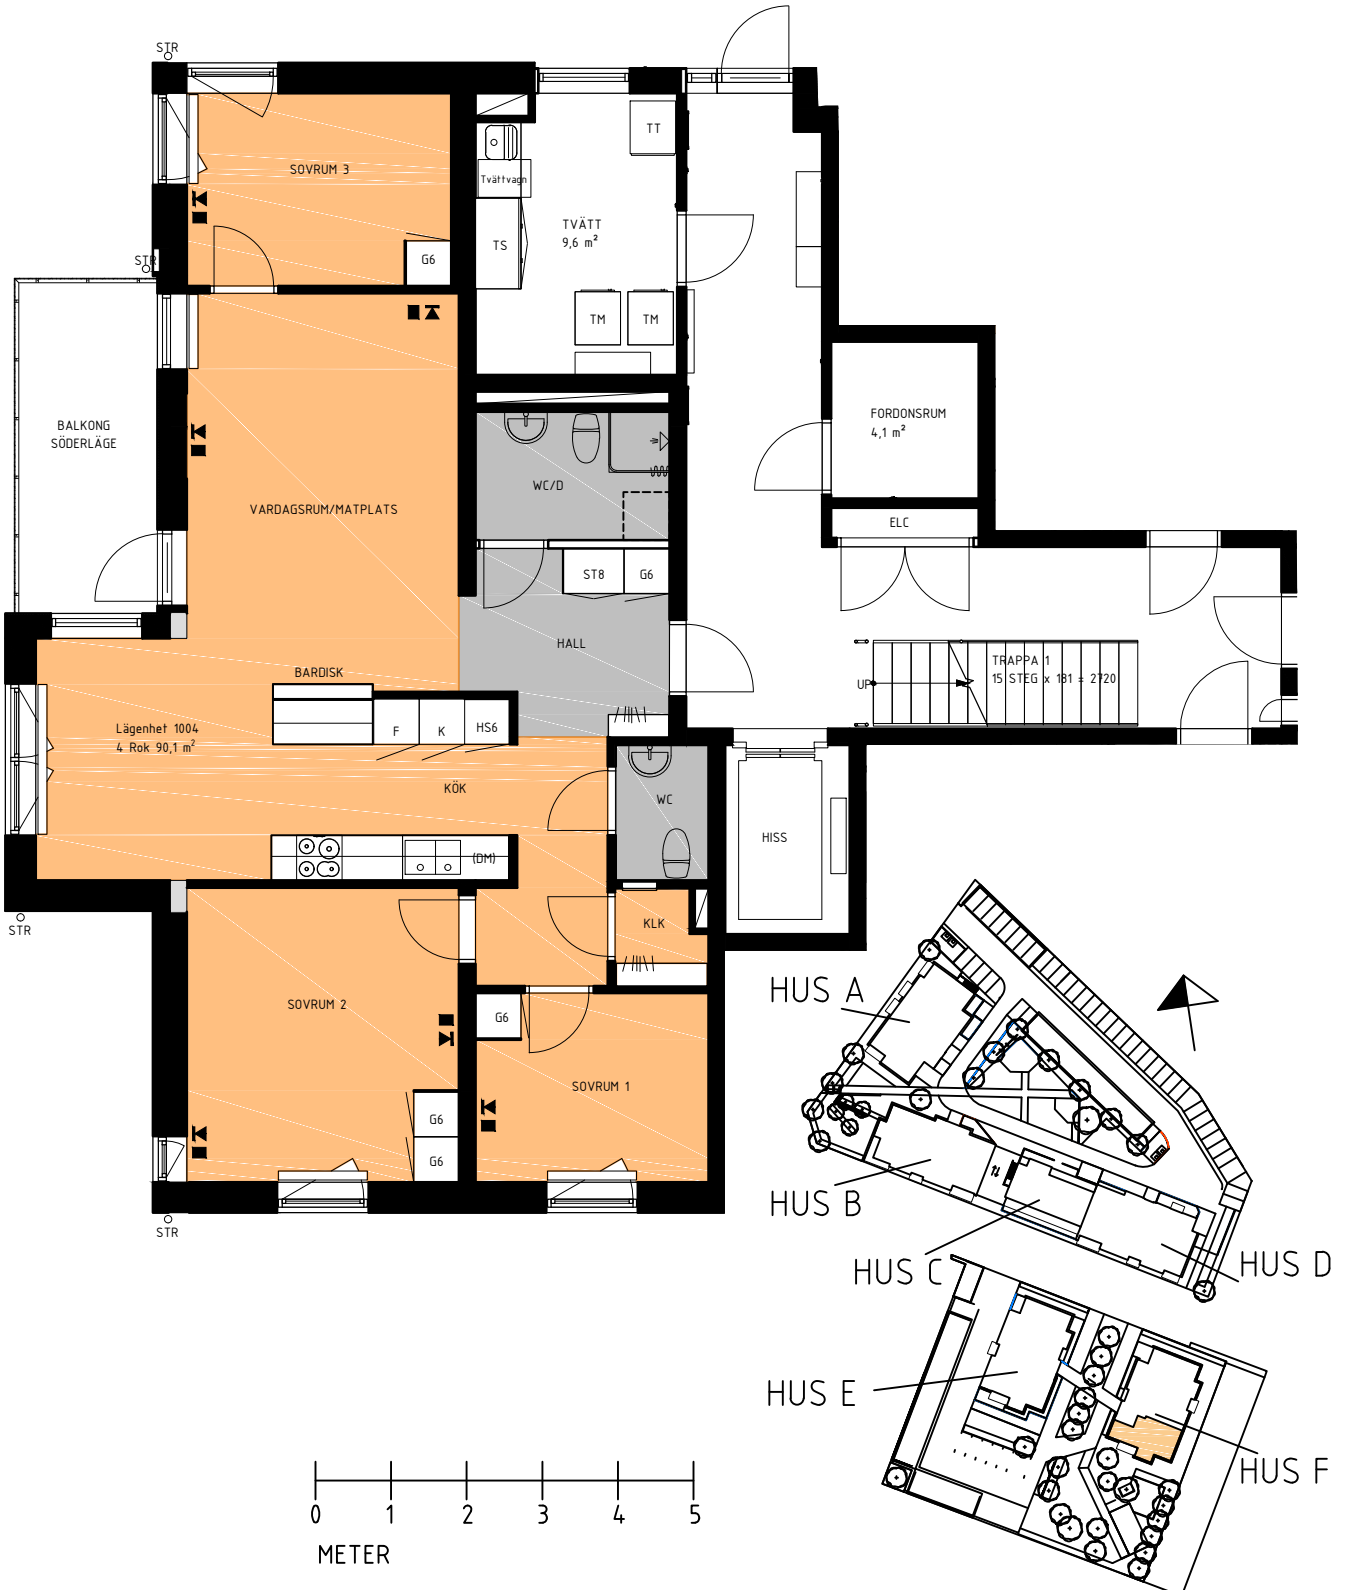 STR
SOVRUM 3
G6
STR
TT
Tvättvagn
TS
TVÄTT
9,6 m²
TM
TM
BALKONG
SÖDERLÄGE
VARDAGSRUM/MATPLATS
WC/D
ST8
G6
HALL
FORDONSRUM
4,1 m²
ELC
UP
TRAPPA 1
15 STEG x 181 = 2720
BARDISK
Lägenhet 1004
4 Rok 90,1 m²
F
K
HS6
KÖK
(DM)
WC
HISS
KLK
STR
SOVRUM 2
G6
SOVRUM 1
G6
G6
STR
HUS A
HUS B
HUS C
HUS D
HUS E
HUS F
0 1 2 3 4 5
METER